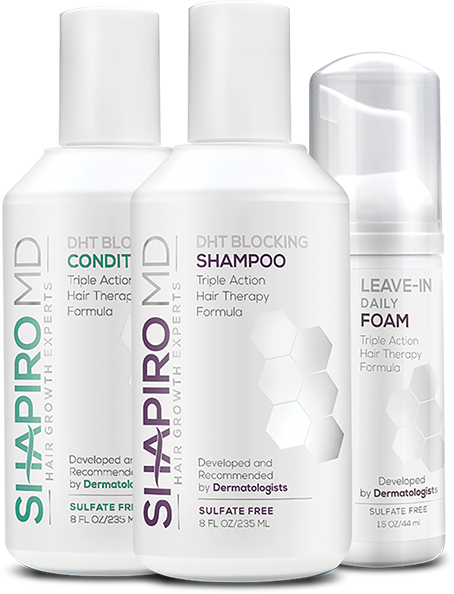 SHAPIRO MD
HAIR GROWTH EXPERTS
DHT BLO
CONDIT
Triple Action
Hair Therap
Formula
Developed and
Recommended
by Dermatolo
SULFATE FR
8 FL OZ/235 M
SHAPIRO MD
HAIR GROWTH EXPERTS
DHT BLOCKING
SHAMPOO
Triple Action
Hair Therapy
Formula
Developed and
Recommended
by Dermatologists
SULFATE FREE
8 FL OZ/235 ML
LEAVE-IN
DAILY
FOAM
Triple Action
Hair Therapy
Formula
Developed
by Dermatologists
SULFATE FREE
1.5 OZ/44 ml